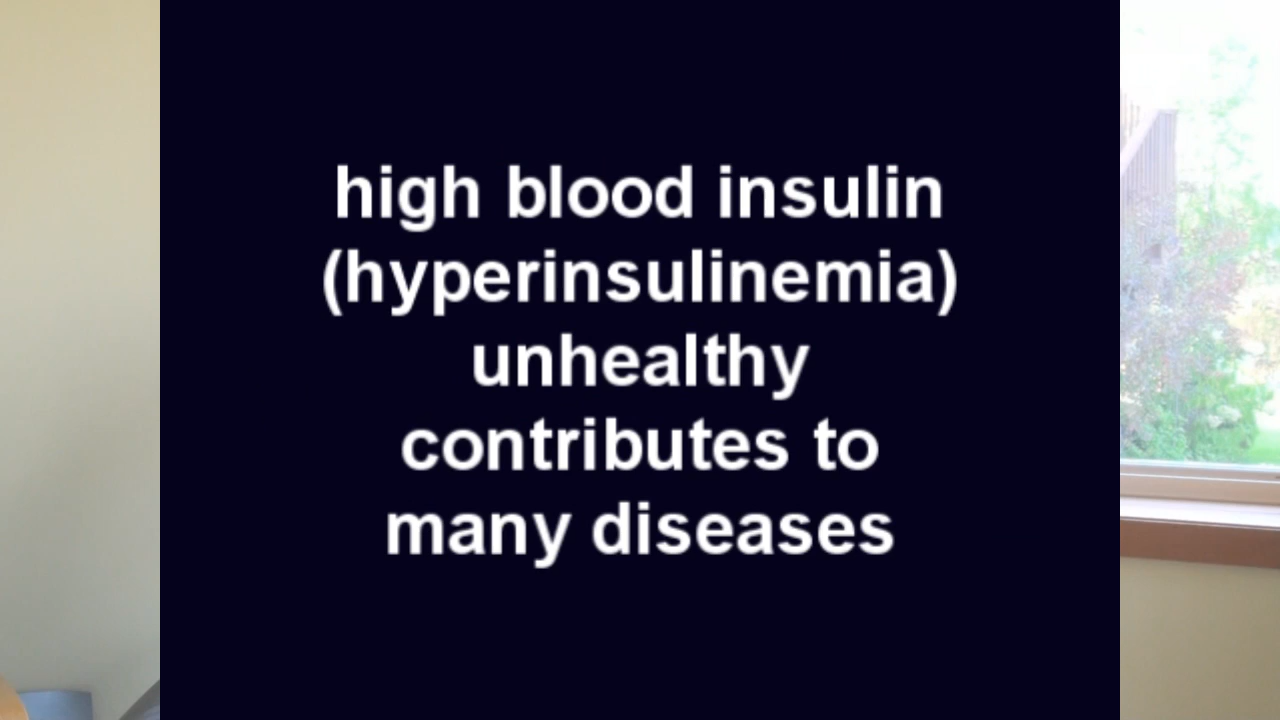 high blood insulin
(hyperinsulinemia)
unhealthy
contributes to
many diseases